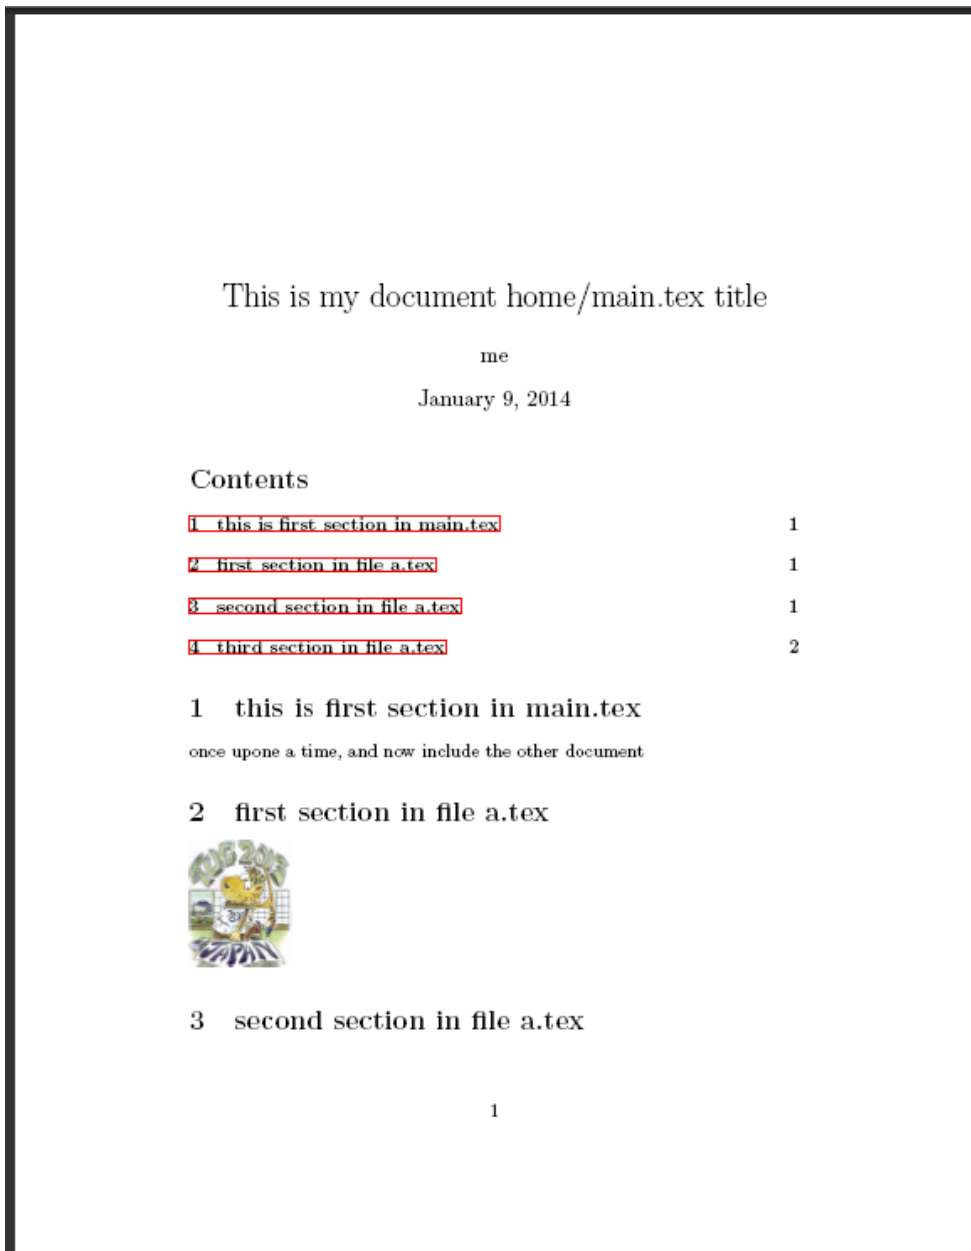 This is my document home/main.tex title
me
January 9, 2014
Contents
1 this is first section in main.tex 1
2 first section in file a.tex 1
3 second section in file a.tex 1
4 third section in file a.tex 2
1 this is first section in main.tex
once upone a time, and now include the other document
2 first section in file a.tex
TUG 2013
JAPAN
3 second section in file a.tex
1